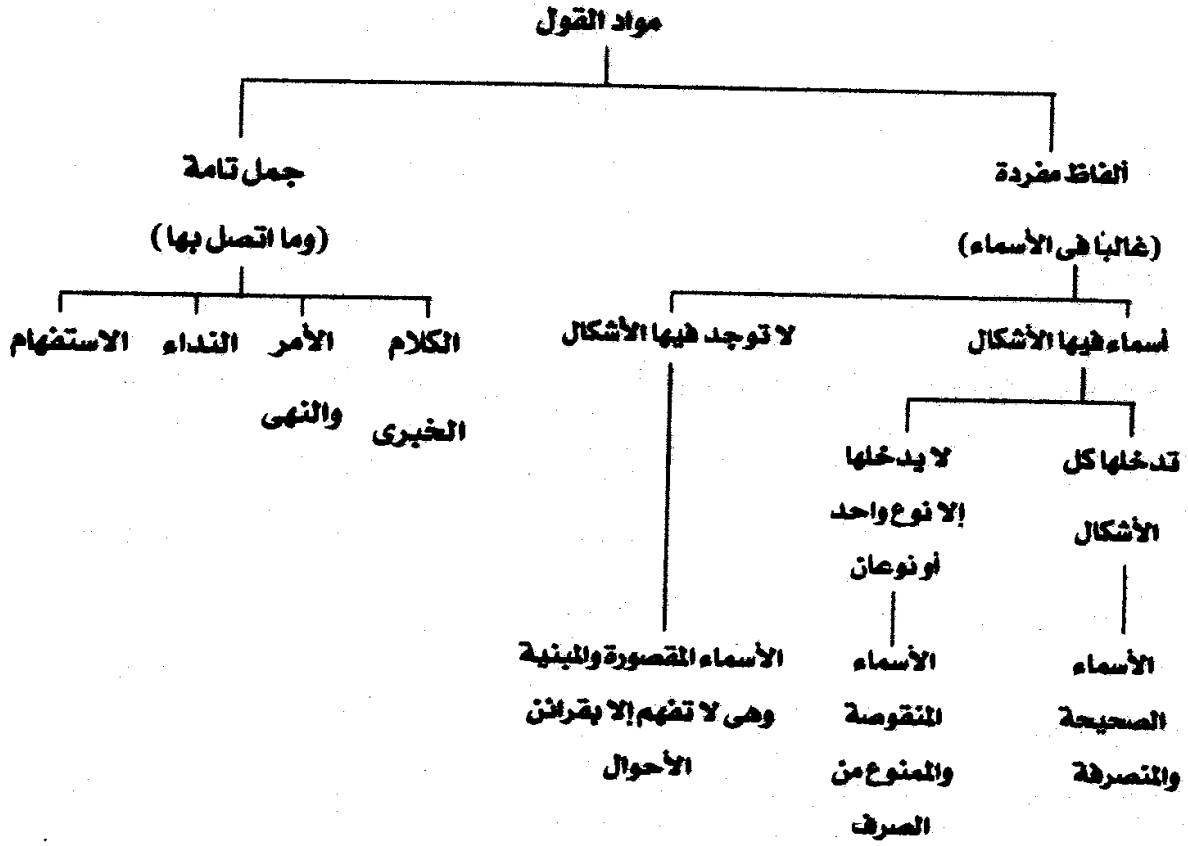 مواد القول
ألفاظ مفردة
(غالبًا فى الأسماء)
أسماء فيها الأشكال
تدخلها كل
الأشكال
الأسماء
الصحيحة
والمنصرفة
لا يدخلها
إلا نوع واحد
أو نوعان
الأسماء
المنقوصة
والممنوع من
الصرف
لا توجد فيها الأشكال
الأسماء المقصورة والمبنية
وهى لا تفهم إلا بقرائن
الأحوال
جمل تامة
(وما اتصل بها)
الكلام
الخبرى
الأمر
والنهى
النداء
الاستفهام